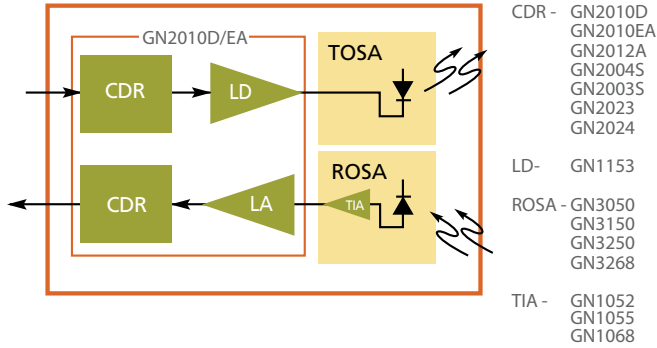 GN2010D/EA
CDR
LD
TOSA
CDR
LA
ROSA
TIA
CDR - GN2010D
GN2010EA
GN2012A
GN2004S
GN2003S
GN2023
GN2024
LD- GN1153
ROSA - GN3050
GN3150
GN3250
GN3268
TIA - GN1052
GN1055
GN1068